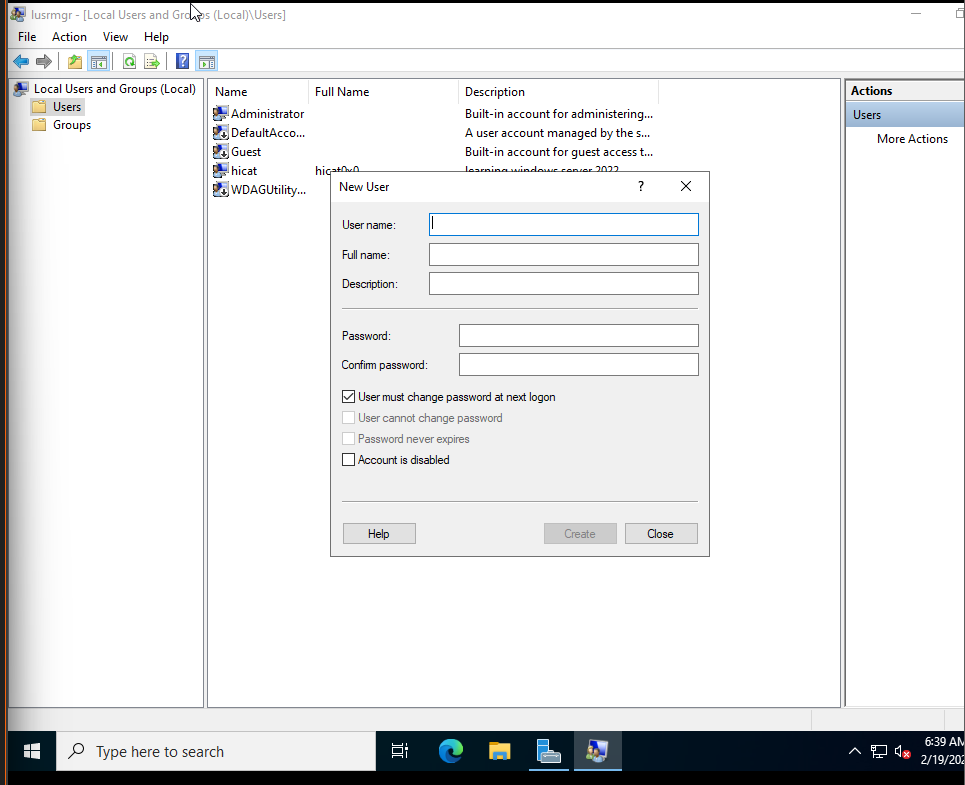 lusrmgr - [Local Users and Groups (Local)\Users]
File Action View Help
Local Users and Groups (Local)
Users
Groups
Name Full Name Description
Administrator Built-in account for administering...
DefaultAcco... A user account managed by the s...
Guest Built-in account for guest access t...
hicat hicat0x0 learning windows server 2022
WDAGUtility...
Actions
Users
More Actions
New User
?
User name:
Full name:
Description:
Password:
Confirm password:
User must change password at next logon
User cannot change password
Password never expires
Account is disabled
Help Create Close
Type here to search
6:39 AM
2/19/202